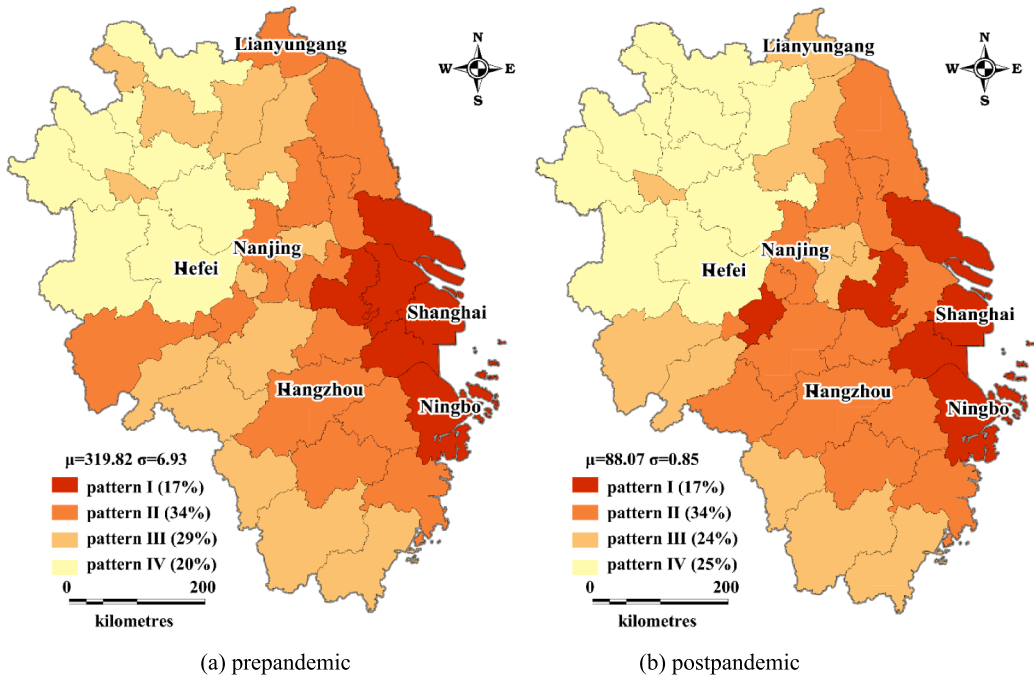 Lianyungang
N
W E
S
Nanjing
Hefei
Shanghai
Hangzhou
Ningbo
μ=319.82 σ=6.93
pattern I (17%)
pattern II (34%)
pattern III (29%)
pattern IV (20%)
0 200
kilometres
(a) prepandemic
Lianyungang
N
W E
S
Nanjing
Hefei
Shanghai
Hangzhou
Ningbo
μ=88.07 σ=0.85
pattern I (17%)
pattern II (34%)
pattern III (24%)
pattern IV (25%)
0 200
kilometres
(b) postpandemic